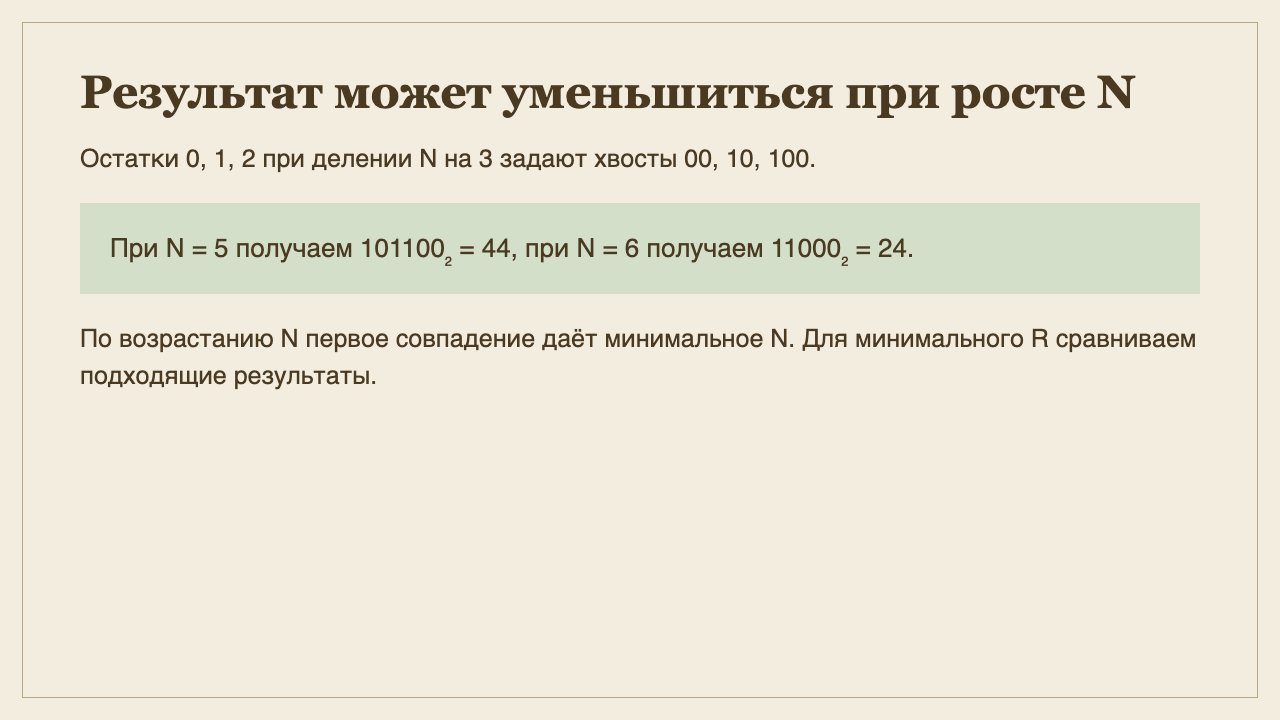 Результат может уменьшиться при росте N
Остатки 0, 1, 2 при делении N на 3 задают хвосты 00, 10, 100.
При N = 5 получаем 101100₂ = 44, при N = 6 получаем 11000₂ = 24.
По возрастанию N первое совпадение даёт минимальное N. Для минимального R сравниваем
подходящие результаты.